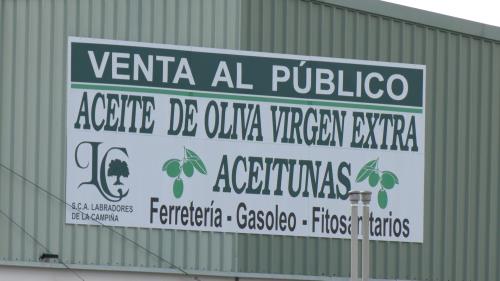 VENTA AL PÚBLICO
ACEITE DE OLIVA VIRGEN EXTRA
ACEITUNAS
LC
S.C.A. LABRADORES
DE LA CAMPIÑA
Ferretería - Gasoleo - Fitosanitarios